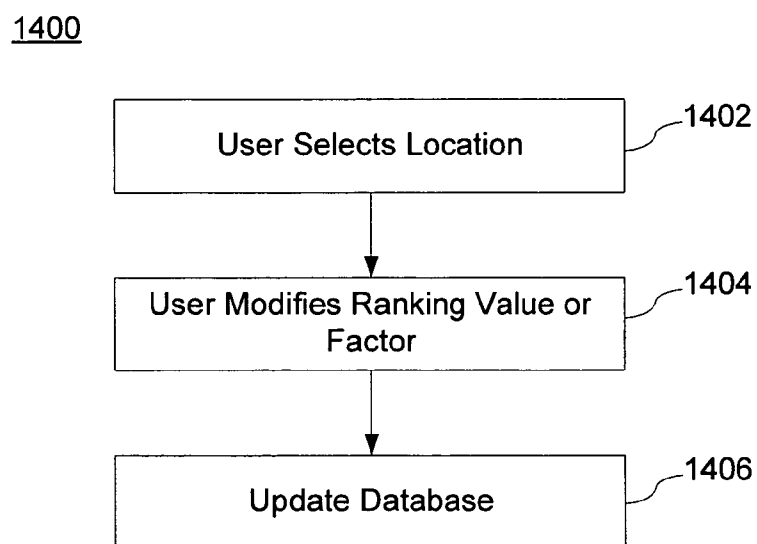 1400
User Selects Location
1402
User Modifies Ranking Value or
Factor
1404
Update Database
1406